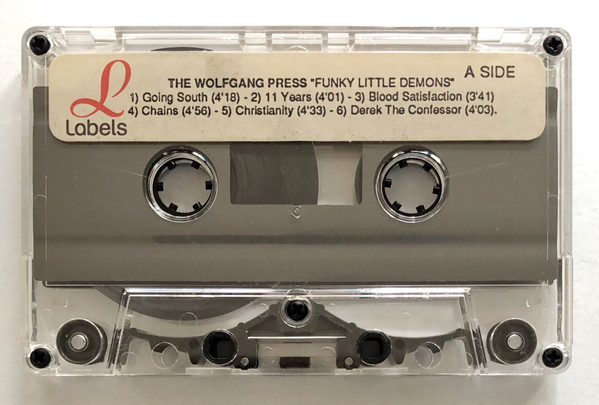 THE WOLFGANG PRESS "FUNKY LITTLE DEMONS" A SIDE
1) Going South (4'18) - 2) 11 Years (4'01) - 3) Blood Satisfaction (3'41)
4) Chains (4'56) - 5) Christianity (4'33) - 6) Derek The Confessor (4'03).
L
Labels